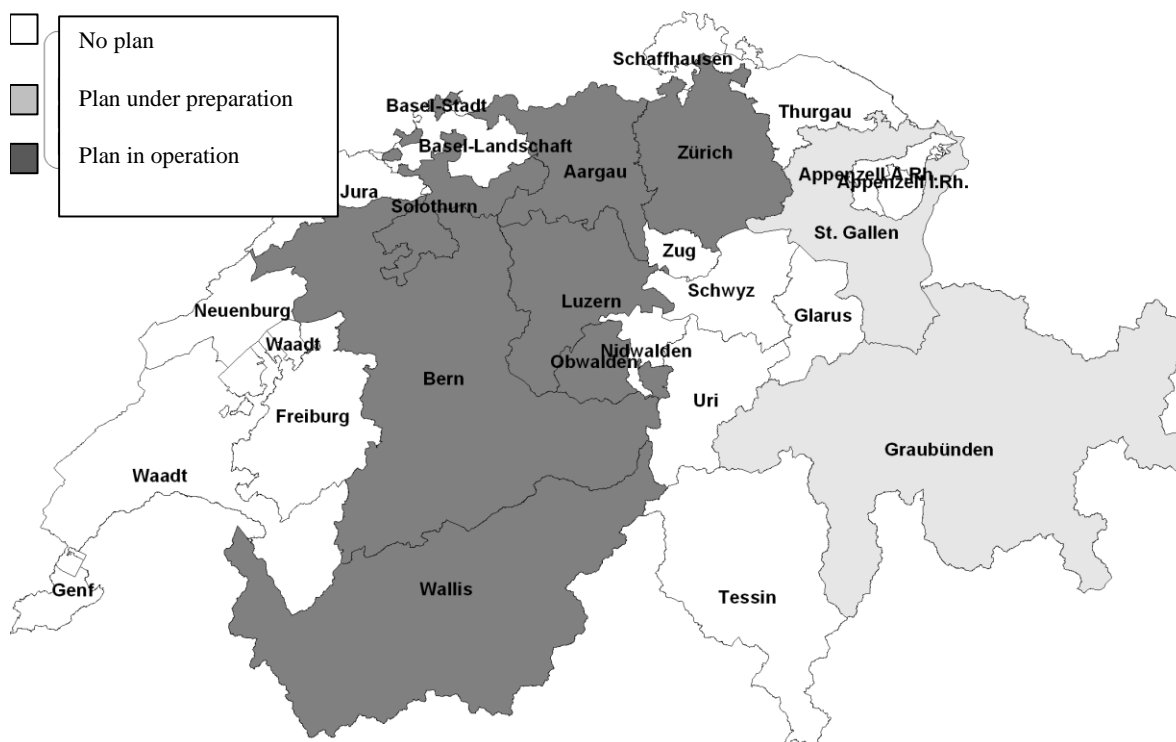 No plan
Plan under preparation
Plan in operation
Schaffhausen
Basel-Stadt
Thurgau
Basel-Landschaft
Zürich
Aargau
Appenzell A.Rh.
Appenzell I.Rh.
Jura
Solothurn
St. Gallen
Zug
Schwyz
Luzern
Neuenburg
Glarus
Waadt
Nidwalden
Obwalden
Bern
Uri
Freiburg
Graubünden
Waadt
Genf
Wallis
Tessin